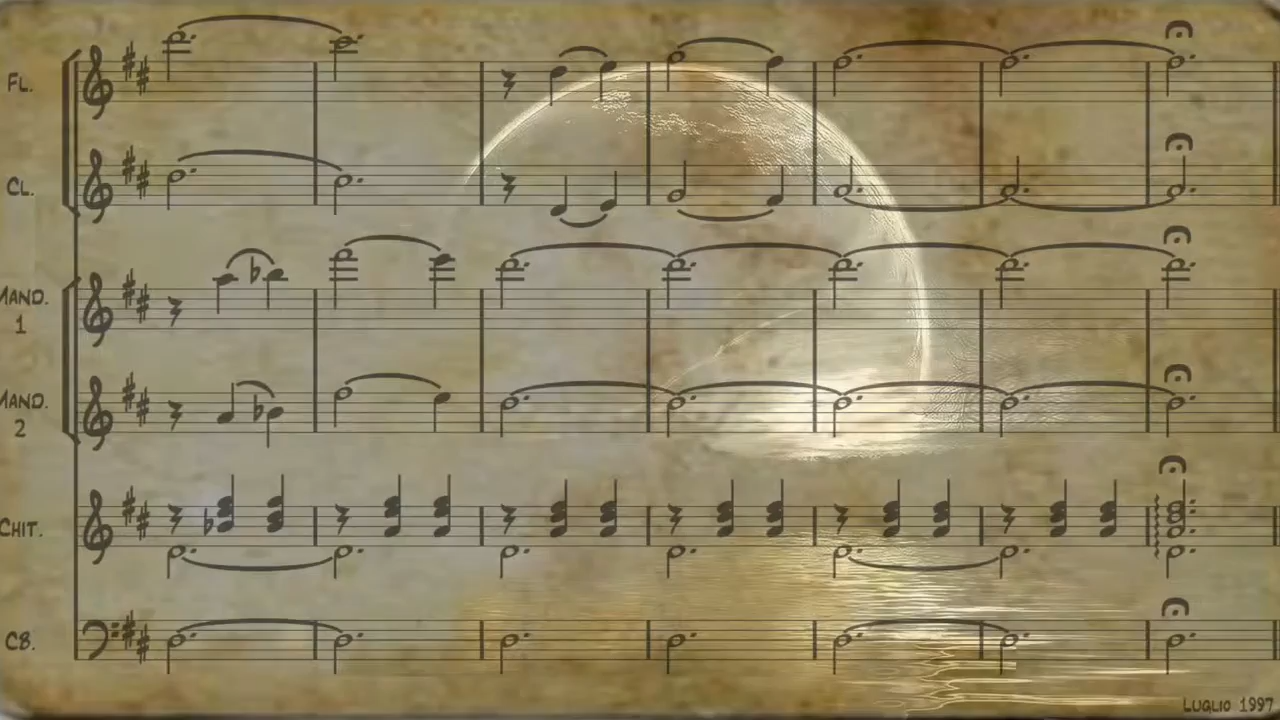 FL.
CL.
MAND.
1
MAND.
2
CHIT.
CB.
LUGLIO 1997